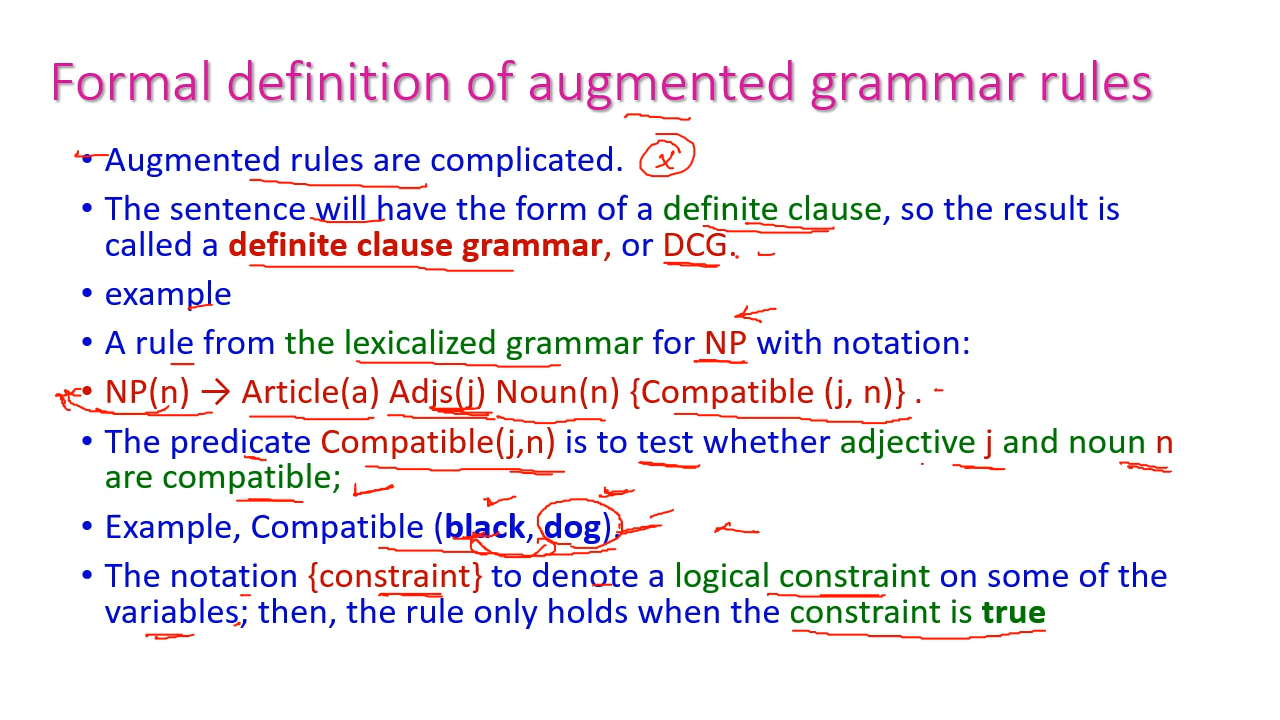 Formal definition of augmented grammar rules
• Augmented rules are complicated. x
• The sentence will have the form of a definite clause, so the result is
called a definite clause grammar, or DCG.
• example
• A rule from the lexicalized grammar for NP with notation:
• NP(n) → Article(a) Adjs(j) Noun(n) {Compatible (j, n)} .
• The predicate Compatible(j,n) is to test whether adjective j and noun n
are compatible;
• Example, Compatible (black, dog).
• The notation {constraint} to denote a logical constraint on some of the
variables; then, the rule only holds when the constraint is true